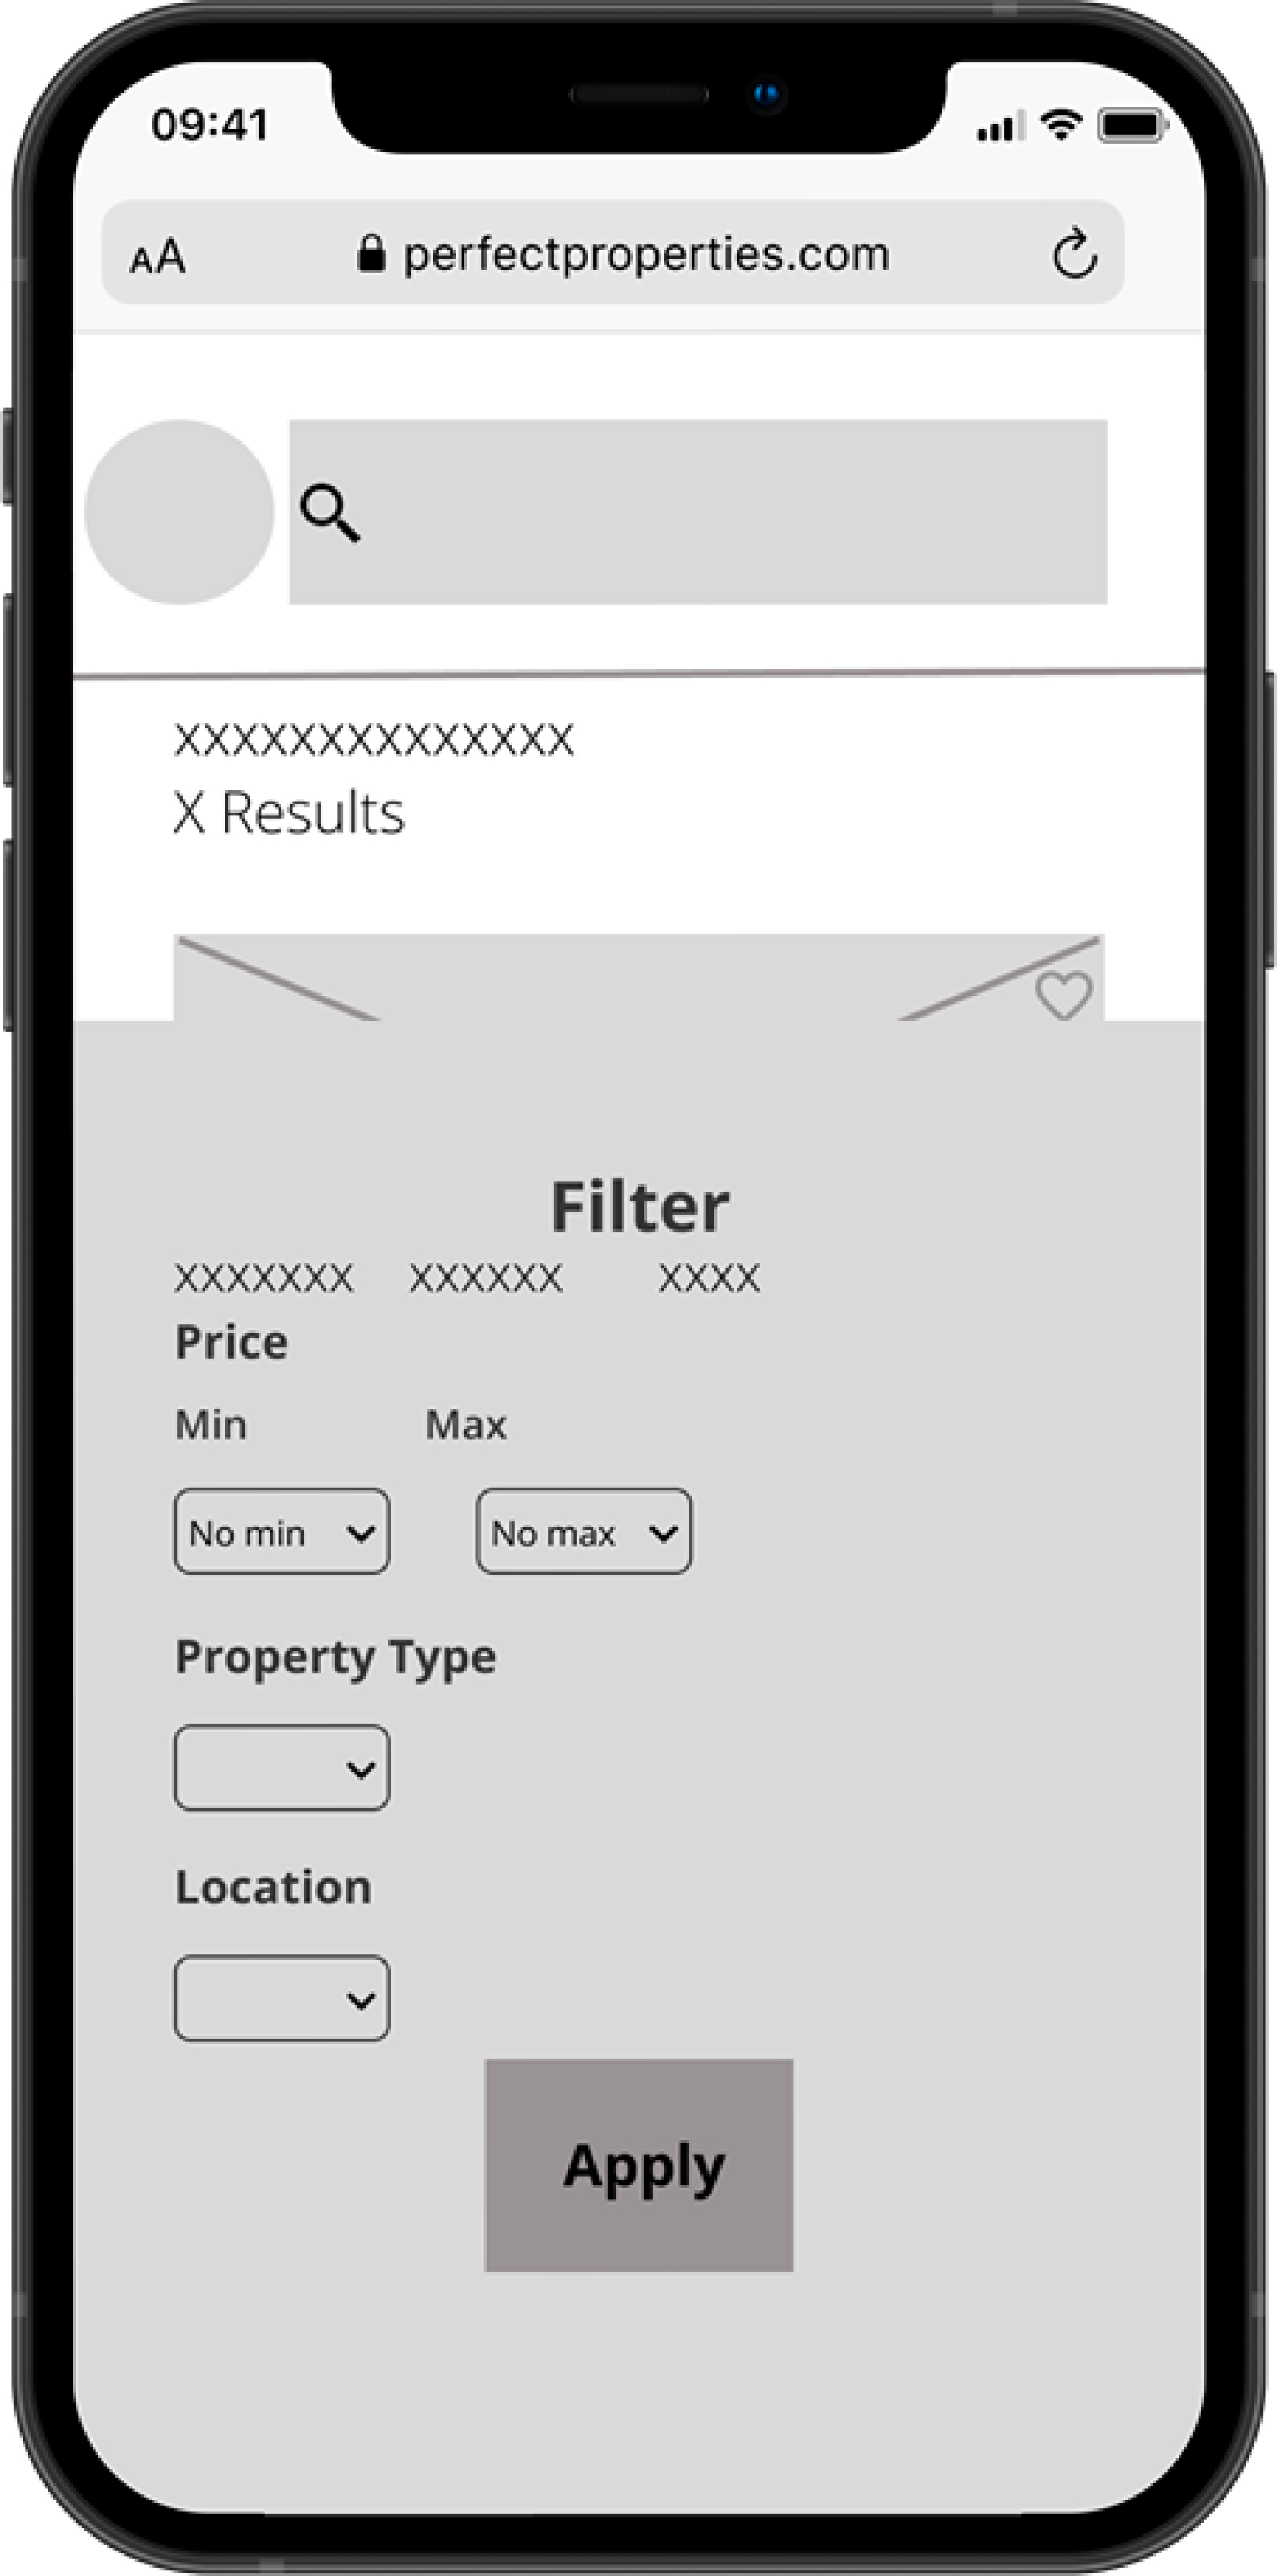 09:41
AA perfectproperties.com
XXXXXXXXXXXXXX
X Results
Filter
XXXXXXX XXXXXX XXXX
Price
Min Max
No min No max
Property Type
Location
Apply